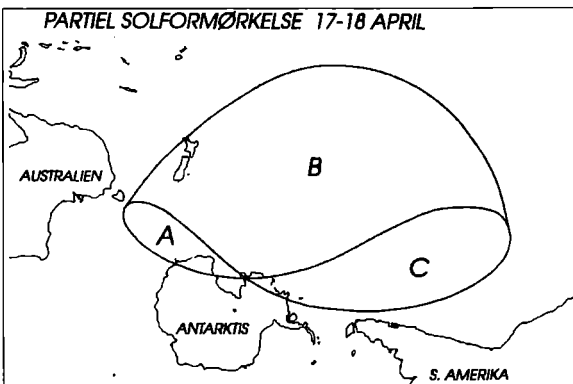 PARTIEL SOLFORMØRKELSE 17-18 APRIL
B
AUSTRALIEN
A
C
ANTARKTIS
S. AMERIKA